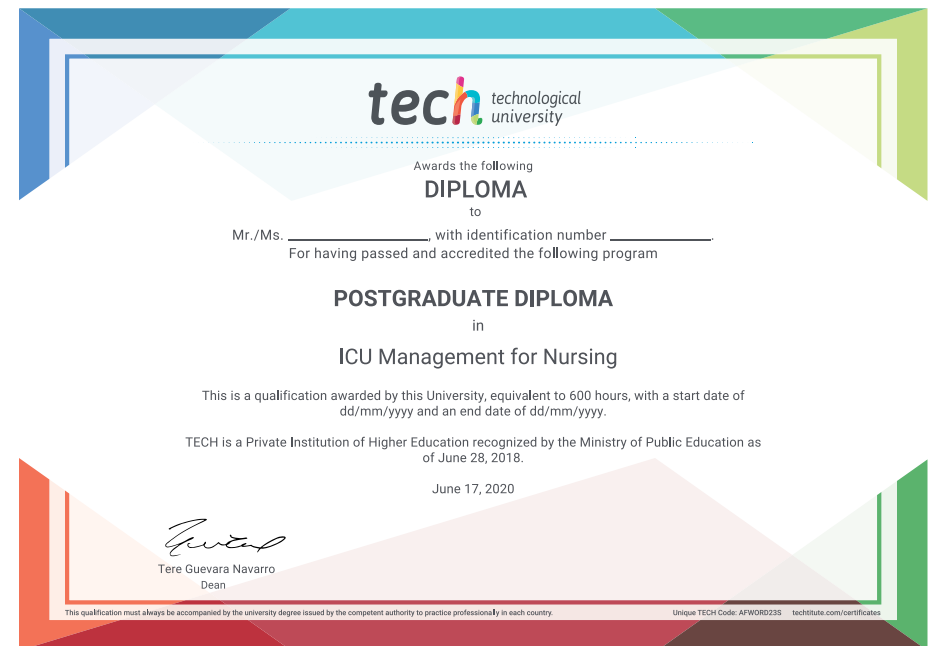 tech technological
university
Awards the following
DIPLOMA
to
Mr./Ms. ____________________, with identification number ______________.
For having passed and accredited the following program
POSTGRADUATE DIPLOMA
in
ICU Management for Nursing
This is a qualification awarded by this University, equivalent to 600 hours, with a start date of
dd/mm/yyyy and an end date of dd/mm/yyyy.
TECH is a Private Institution of Higher Education recognized by the Ministry of Public Education as
of June 28, 2018.
June 17, 2020
Tere Guevara Navarro
Dean
This qualification must always be accompanied by the university degree issued by the competent authority to practice professionally in each country.
Unique TECH Code: AFWORD23S techtitute.com/certificates